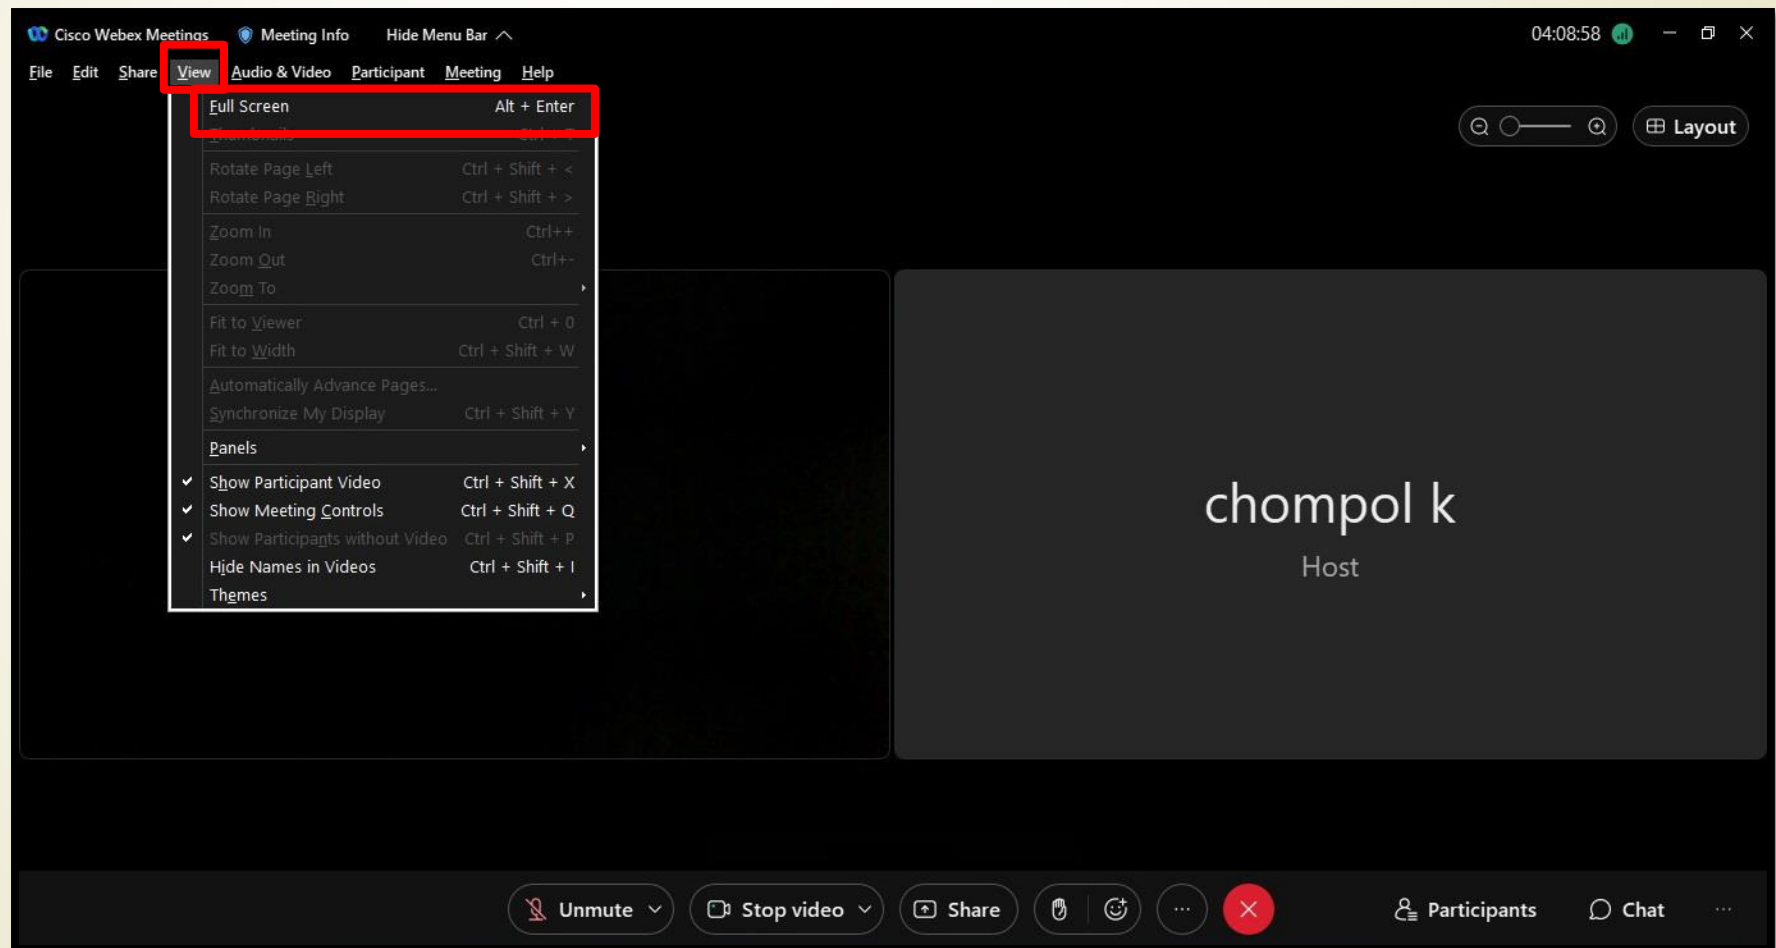 Cisco Webex Meetings Meeting Info Hide Menu Bar 04:08:58
File Edit Share View Audio & Video Participant Meeting Help
Full Screen Alt + Enter
Thumbnails Ctrl + T
Layout
Rotate Page Left Ctrl + Shift + <
Rotate Page Right Ctrl + Shift + >
Zoom In Ctrl++
Zoom Out Ctrl+-
Zoom To
Fit to Viewer Ctrl + 0
Fit to Width Ctrl + Shift + W
Automatically Advance Pages...
Synchronize My Display Ctrl + Shift + Y
Panels
Show Participant Video Ctrl + Shift + X
Show Meeting Controls Ctrl + Shift + Q
Show Participants without Video Ctrl + Shift + P
Hide Names in Videos Ctrl + Shift + I
Themes
chompol k
Host
Unmute Stop video Share Participants Chat